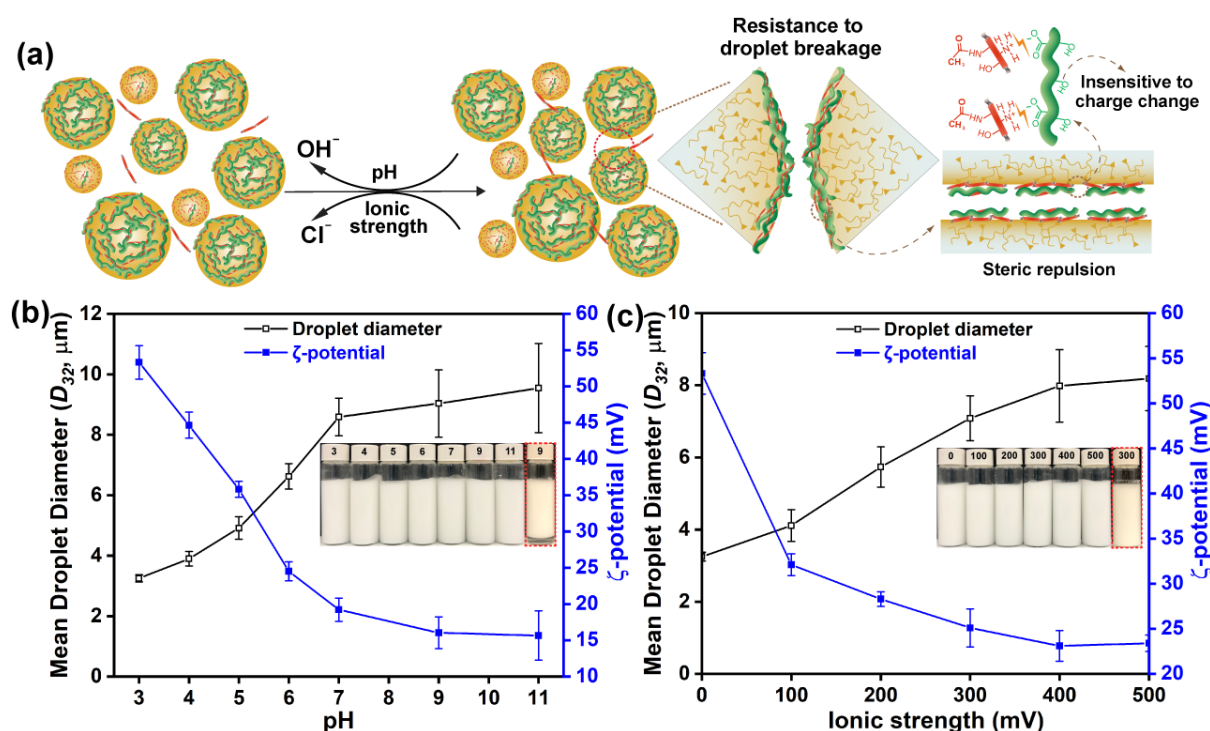 (a)
OH⁻
pH
Ionic
strength
Cl⁻
Resistance to
droplet breakage
Insensitive to
charge change
Steric repulsion
(b)
Droplet diameter
ζ-potential
Mean Droplet Diameter (D32, μm)
12
10
8
6
4
2
0
3 4 5 6 7 9 11 9
60
55
50
45
40
35
30
25
20
15
10
ζ-potential (mV)
3 4 5 6 7 8 9 10 11
pH
(c)
Droplet diameter
ζ-potential
Mean Droplet Diameter (D32, μm)
10
8
6
4
2
0
0 100 200 300 400 500 300
60
55
50
45
40
35
30
25
20
ζ-potential (mV)
0 100 200 300 400 500
Ionic strength (mV)